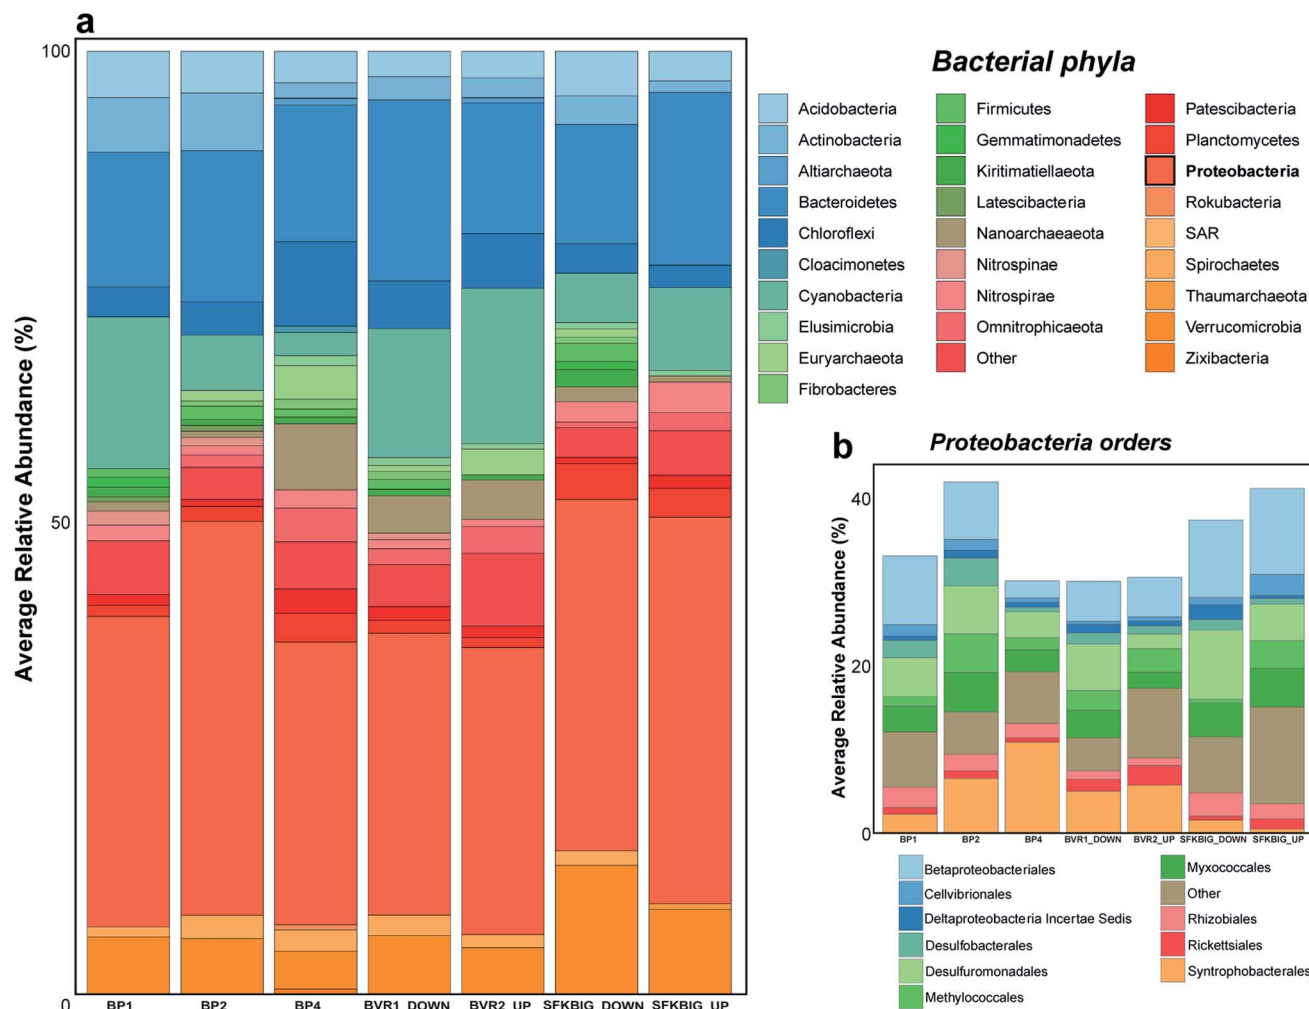 a
100
50
0
Average Relative Abundance (%)
BP1
BP2
BP4
BVR1_DOWN
BVR2_UP
SFKBIG_DOWN
SFKBIG_UP
Bacterial phyla
Acidobacteria
Actinobacteria
Altiarchaeota
Bacteroidetes
Chloroflexi
Cloacimonetes
Cyanobacteria
Elusimicrobia
Euryarchaeota
Fibrobacteres
Firmicutes
Gemmatimonadetes
Kiritimatiellaeota
Latescibacteria
Nanoarchaeaeota
Nitrospinae
Nitrospirae
Omnitrophicaeota
Other
Patescibacteria
Planctomycetes
Proteobacteria
Rokubacteria
SAR
Spirochaetes
Thaumarchaeota
Verrucomicrobia
Zixibacteria
b
Proteobacteria orders
40
20
0
Average Relative Abundance (%)
BP1
BP2
BP4
BVR1_DOWN
BVR2_UP
SFKBIG_DOWN
SFKBIG_UP
Betaproteobacteriales
Cellvibrionales
Deltaproteobacteria Incertae Sedis
Desulfobacterales
Desulfuromonadales
Methylococcales
Myxococcales
Other
Rhizobiales
Rickettsiales
Syntrophobacterales